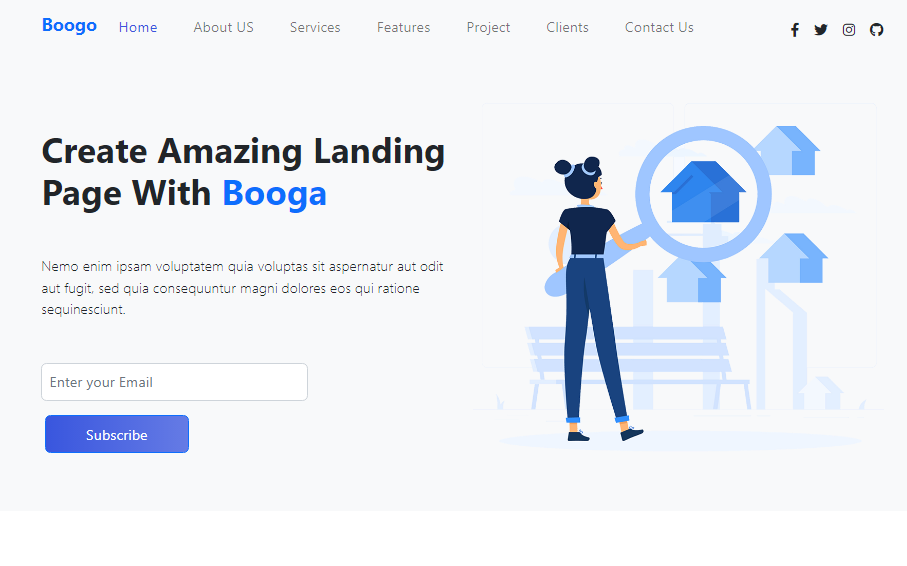 Boogo Home About US Services Features Project Clients Contact Us
Create Amazing Landing
Page With Booga
Nemo enim ipsam voluptatem quia voluptas sit aspernatur aut odit
aut fugit, sed quia consequuntur magni dolores eos qui ratione
sequinesciunt.
Enter your Email
Subscribe